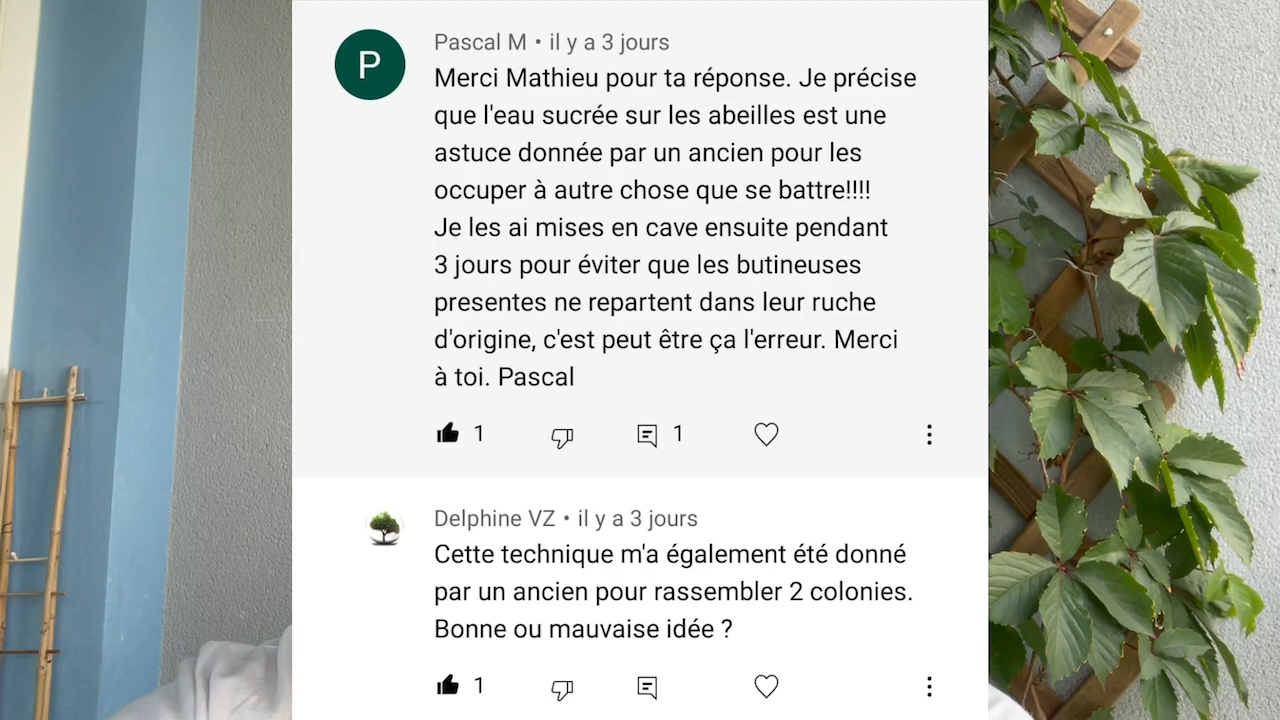 P
Pascal M • il y a 3 jours
Merci Mathieu pour ta réponse. Je précise
que l'eau sucrée sur les abeilles est une
astuce donnée par un ancien pour les
occuper à autre chose que se battre!!!!
Je les ai mises en cave ensuite pendant
3 jours pour éviter que les butineuses
presentes ne repartent dans leur ruche
d'origine, c'est peut être ça l'erreur. Merci
à toi. Pascal
1 1
Delphine VZ • il y a 3 jours
Cette technique m'a également été donné
par un ancien pour rassembler 2 colonies.
Bonne ou mauvaise idée ?
1